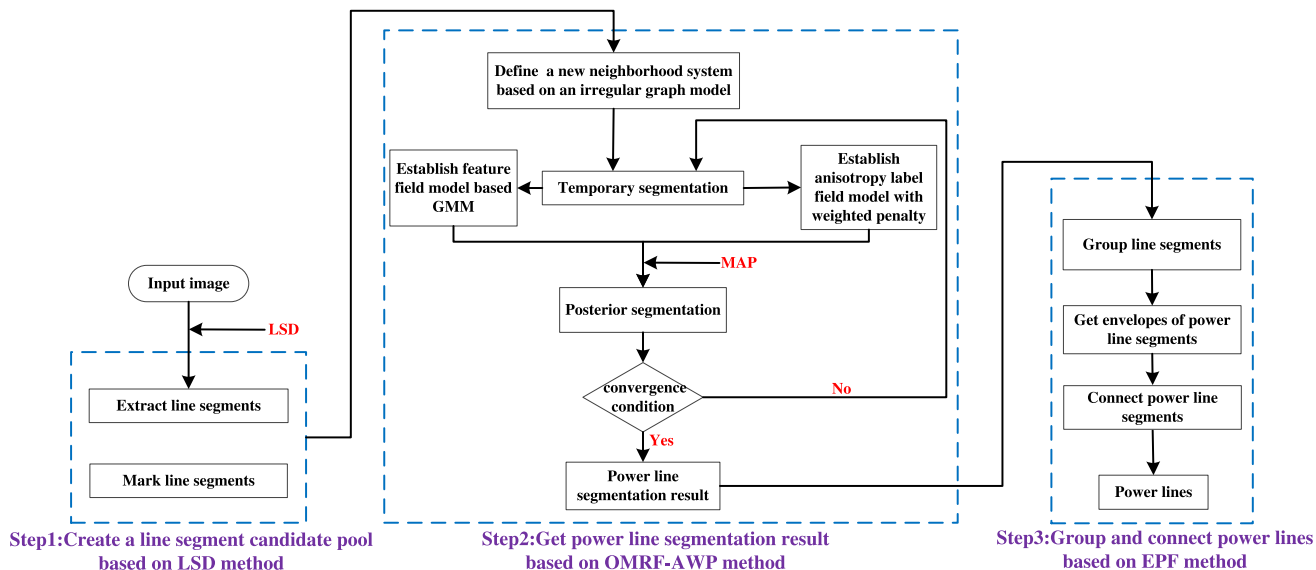 Input image
LSD
Extract line segments
Mark line segments
Step1:Create a line segment candidate pool
based on LSD method
Define a new neighborhood system
based on an irregular graph model
Establish feature
field model based
GMM
Temporary segmentation
Establish
anisotropy label
field model with
weighted penalty
MAP
Posterior segmentation
convergence
condition
No
Yes
Power line
segmentation result
Step2:Get power line segmentation result
based on OMRF-AWP method
Group line segments
Get envelopes of power
line segments
Connect power line
segments
Power lines
Step3:Group and connect power lines
based on EPF method